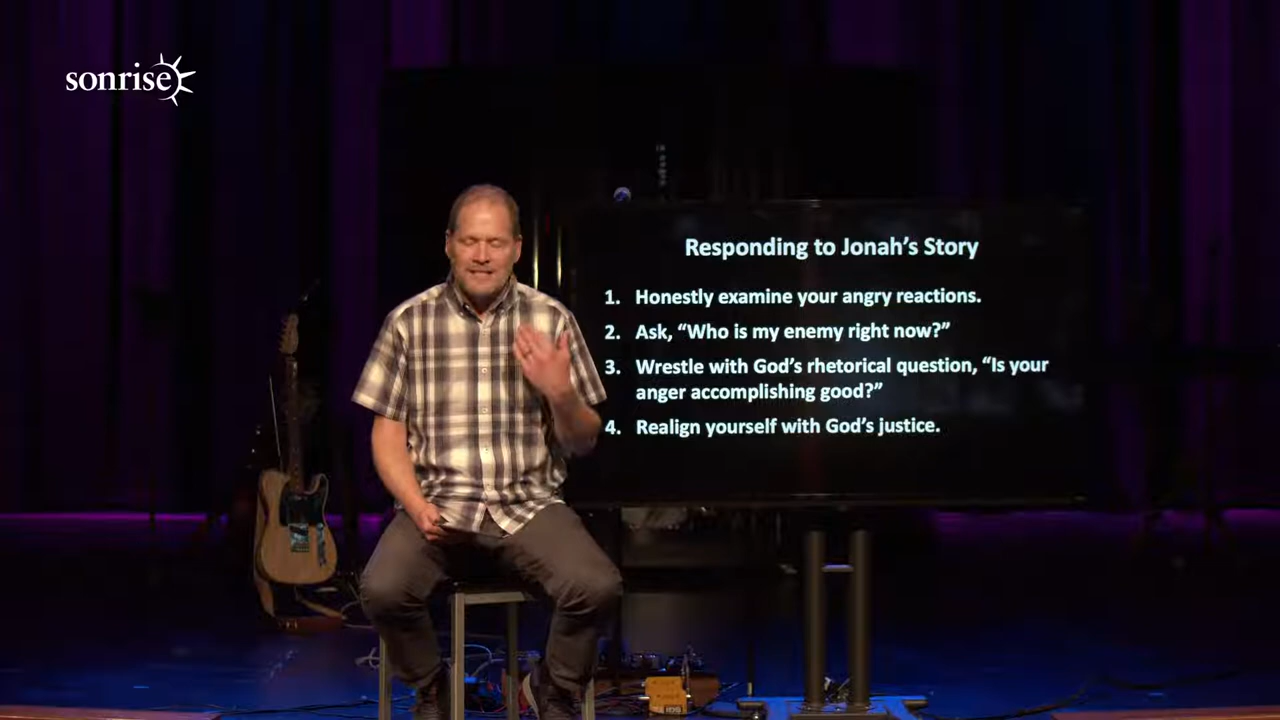 sonrise
Responding to Jonah's Story
1. Honestly examine your angry reactions.
2. Ask, “Who is my enemy right now?”
3. Wrestle with God's rhetorical question, “Is your
anger accomplishing good?”
4. Realign yourself with God's justice.